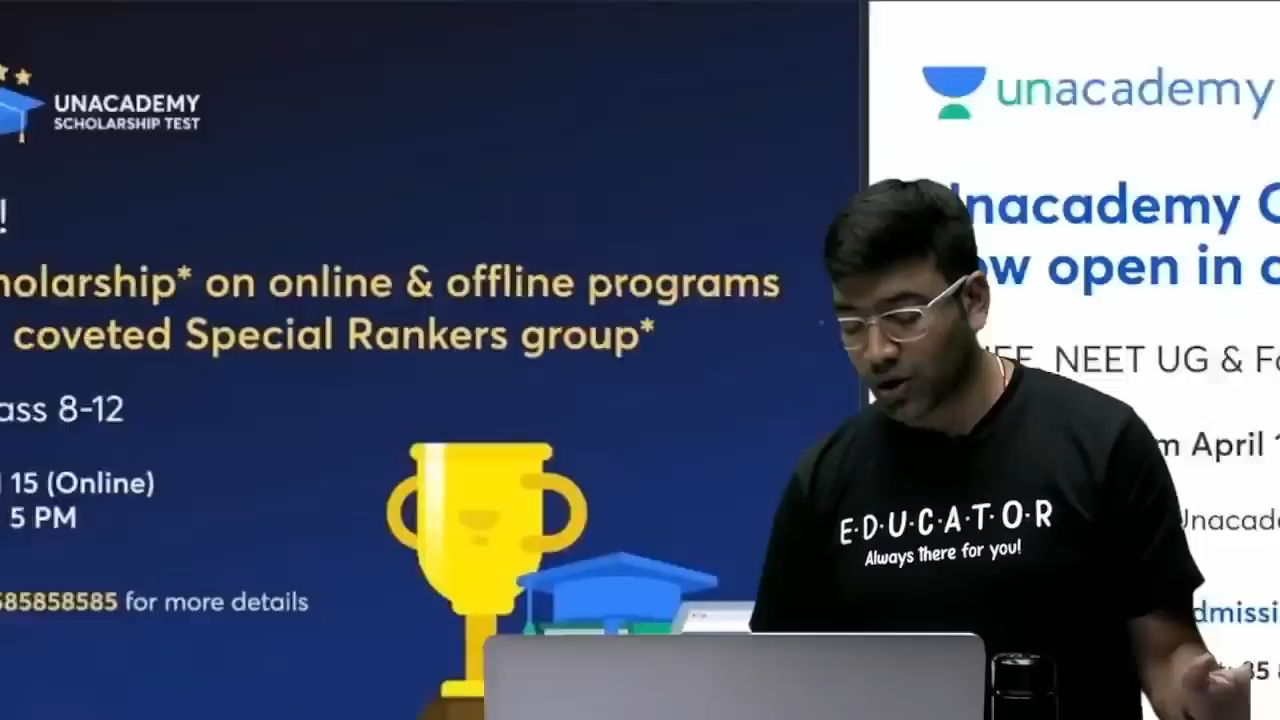 UNACADEMY
SCHOLARSHIP TEST
!
holarship* on online & offline programs
coveted Special Rankers group*
ass 8-12
15 (Online)
5 PM
585858585 for more details
unacademy
nacademy
ow open in
NEET UG & Fo
m April
Unacad
dmissi
E·D·U·C·A·T·O·R
Always there for you!